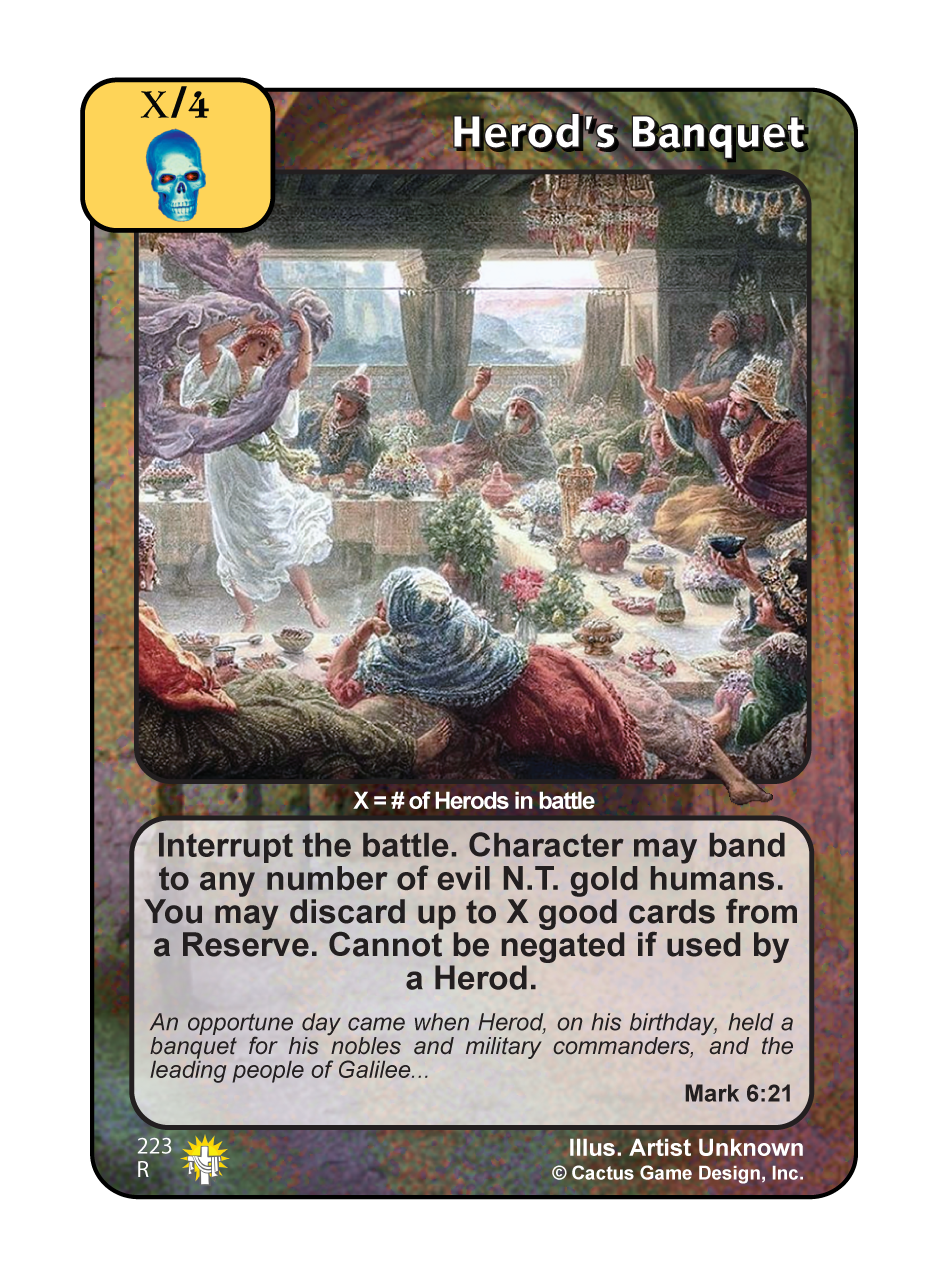 X/4
Herod's Banquet
X = # of Herods in battle
Interrupt the battle. Character may band
to any number of evil N.T. gold humans.
You may discard up to X good cards from
a Reserve. Cannot be negated if used by
a Herod.
An opportune day came when Herod, on his birthday, held a
banquet for his nobles and military commanders, and the
leading people of Galilee...
Mark 6:21
223
R
Illus. Artist Unknown
© Cactus Game Design, Inc.